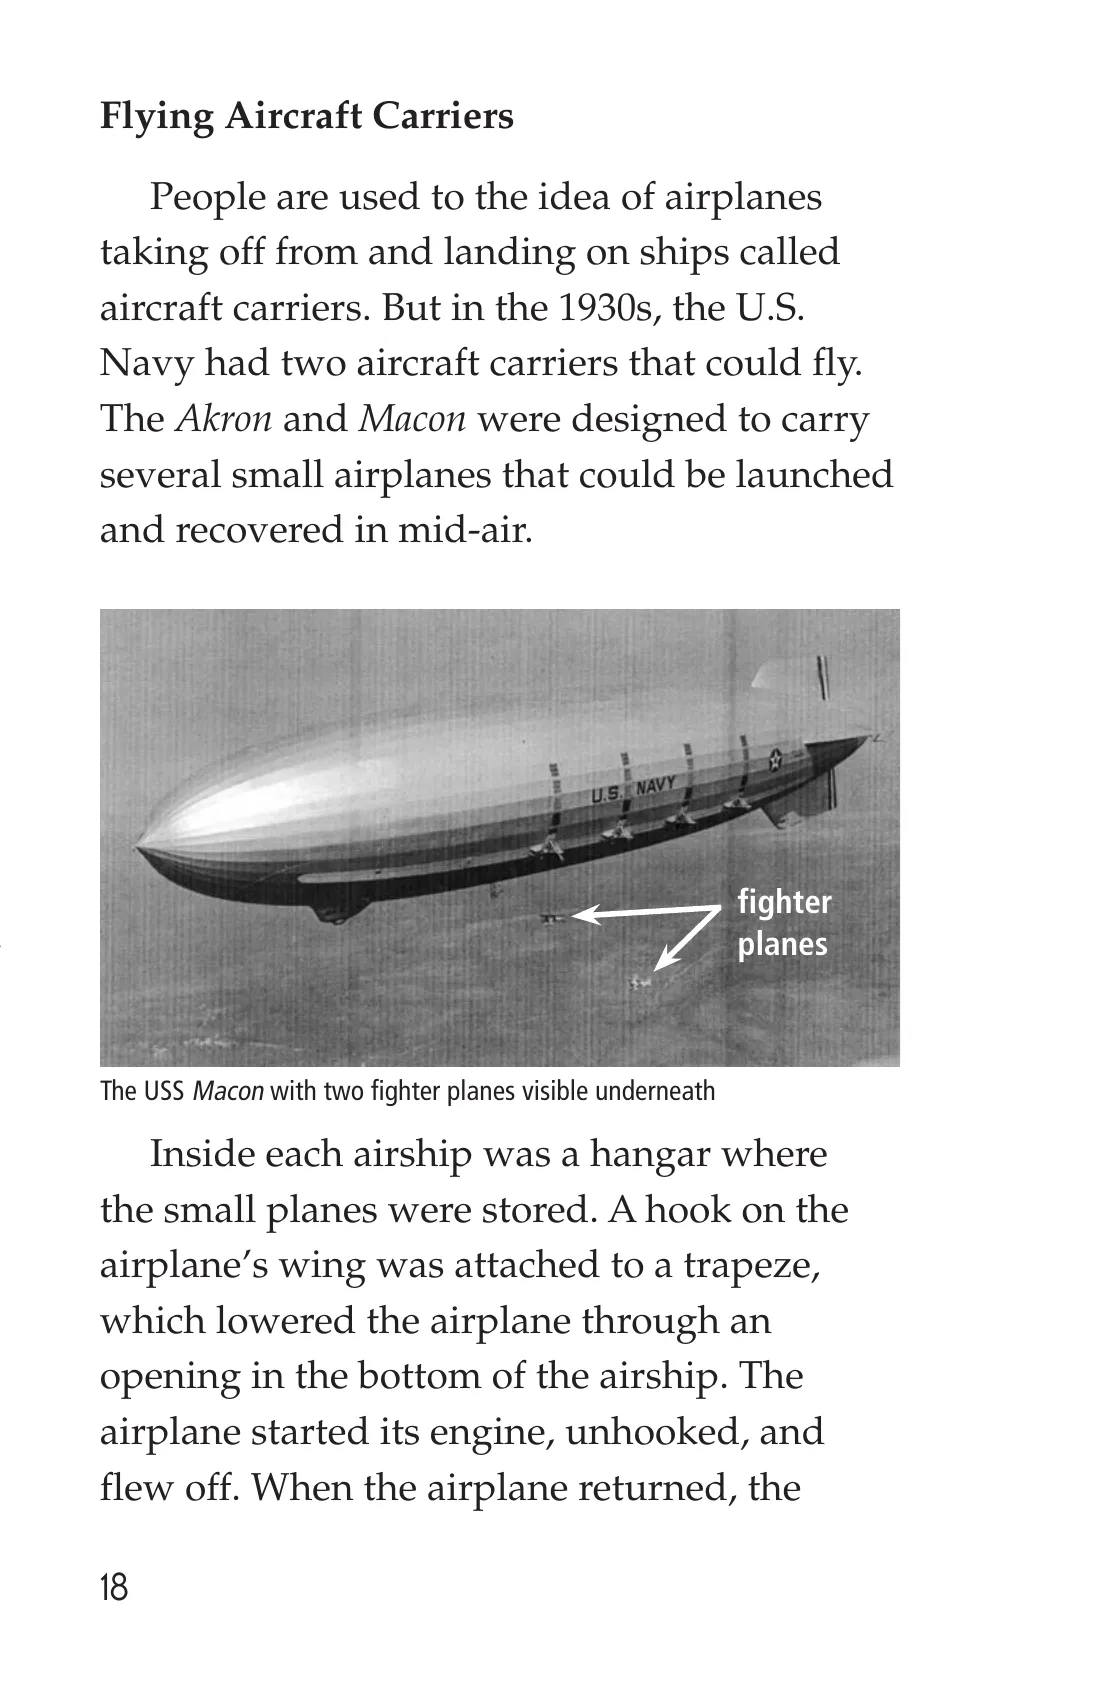 Flying Aircraft Carriers
People are used to the idea of airplanes
taking off from and landing on ships called
aircraft carriers. But in the 1930s, the U.S.
Navy had two aircraft carriers that could fly.
The Akron and Macon were designed to carry
several small airplanes that could be launched
and recovered in mid-air.
U.S. NAVY
fighter
planes
The USS Macon with two fighter planes visible underneath
Inside each airship was a hangar where
the small planes were stored. A hook on the
airplane’s wing was attached to a trapeze,
which lowered the airplane through an
opening in the bottom of the airship. The
airplane started its engine, unhooked, and
flew off. When the airplane returned, the
18